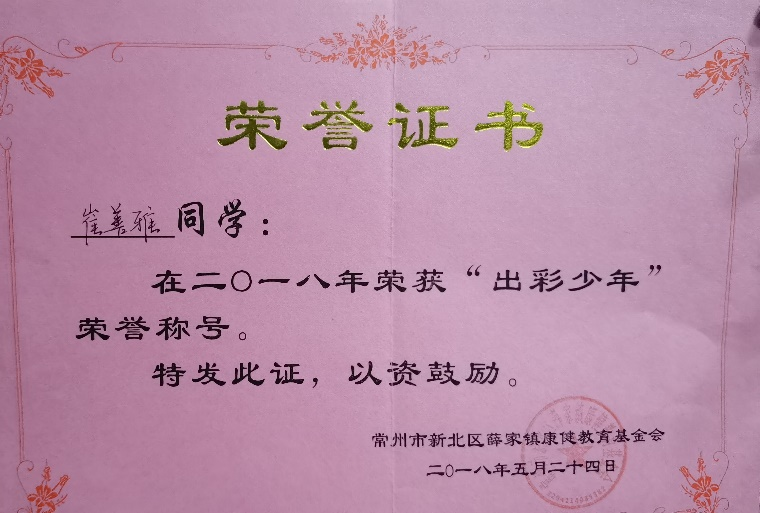 荣誉证书
崔善雅同学：
在二〇一八年荣获“出彩少年”
荣誉称号。
特发此证，以资鼓励。
常州市新北区薛家镇康健教育基金会
二〇一八年五月二十四日